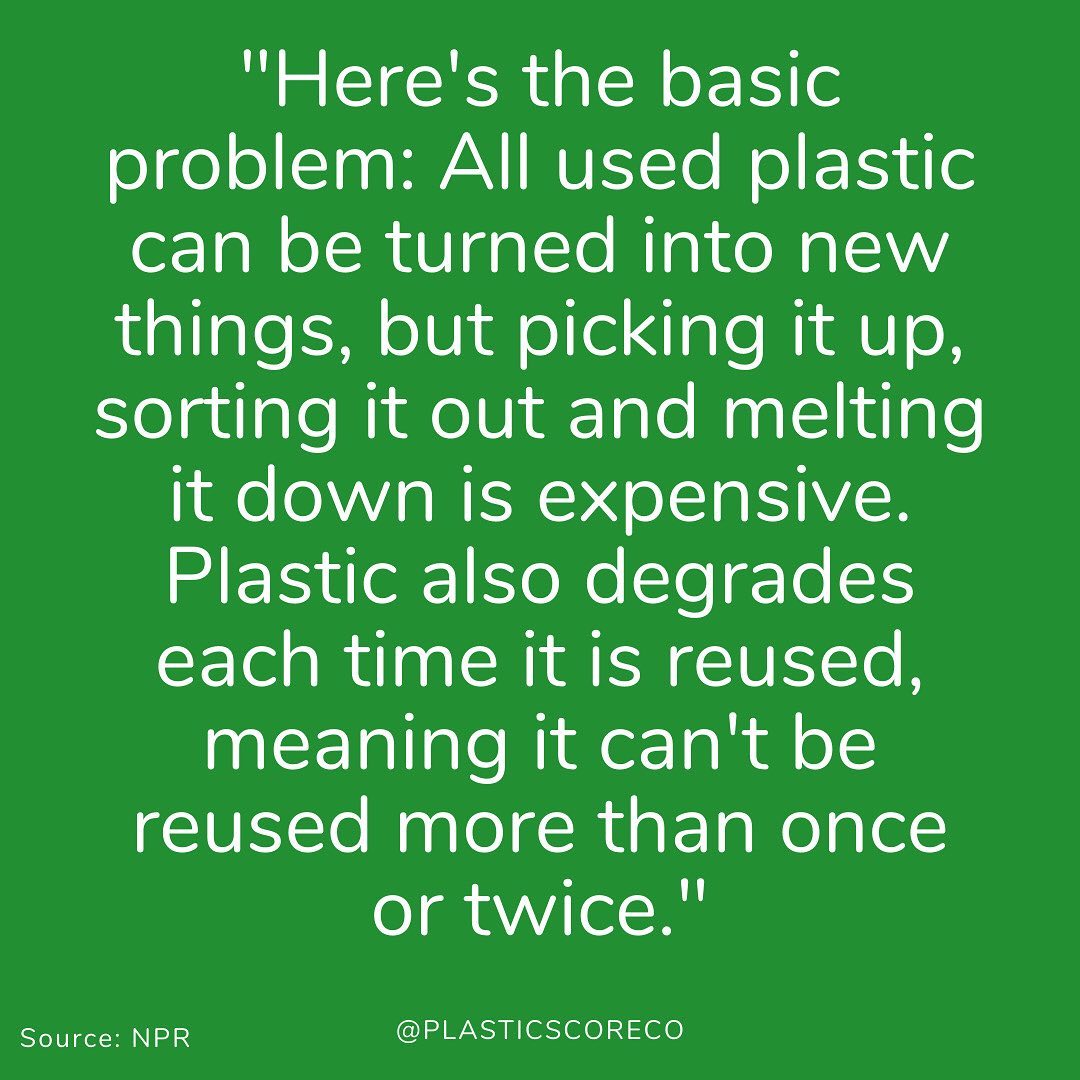 "Here's the basic
problem: All used plastic
can be turned into new
things, but picking it up,
sorting it out and melting
it down is expensive.
Plastic also degrades
each time it is reused,
meaning it can't be
reused more than once
or twice."
Source: NPR
@PLASTICSCORECO